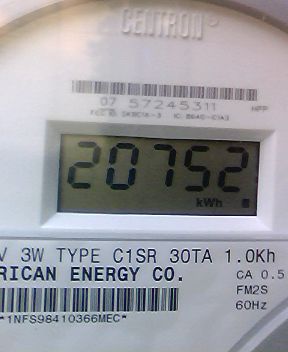 CENTRON®
07 57245311
20752
kWh
V 3W TYPE C1SR 30TA 1.0Kh
RICAN ENERGY CO.
CA 0.5
FM2S
60Hz
*1NFS98410366MEC*